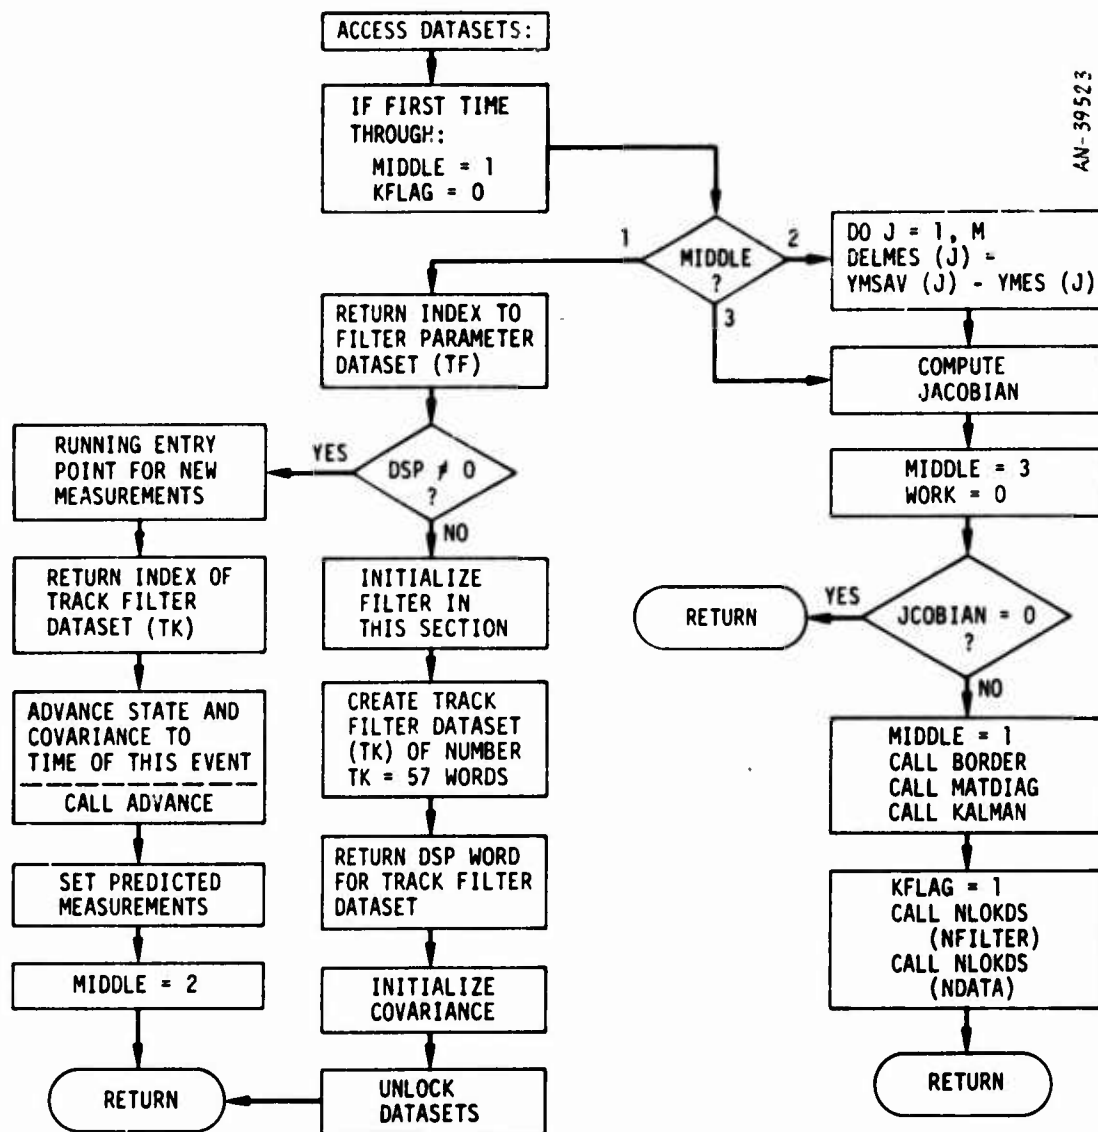 ACCESS DATASETS:
IF FIRST TIME
THROUGH:
MIDDLE = 1
KFLAG = 0
AN-39523
MIDDLE
?
1
2
3
DO J = 1, M
DELMES (J) =
YMSAV (J) - YMES (J)
RETURN INDEX TO
FILTER PARAMETER
DATASET (TF)
COMPUTE
JACOBIAN
DSP ≠ 0
?
YES
NO
RUNNING ENTRY
POINT FOR NEW
MEASUREMENTS
MIDDLE = 3
WORK = 0
RETURN INDEX OF
TRACK FILTER
DATASET (TK)
INITIALIZE
FILTER IN
THIS SECTION
JCOBIAN = 0
?
YES
NO
RETURN
ADVANCE STATE AND
COVARIANCE TO
TIME OF THIS EVENT
CALL ADVANCE
CREATE TRACK
FILTER DATASET
(TK) OF NUMBER
TK = 57 WORDS
MIDDLE = 1
CALL BORDER
CALL MATDIAG
CALL KALMAN
SET PREDICTED
MEASUREMENTS
RETURN DSP WORD
FOR TRACK FILTER
DATASET
KFLAG = 1
CALL NLOKDS
(NFILTER)
CALL NLOKDS
(NDATA)
MIDDLE = 2
INITIALIZE
COVARIANCE
RETURN
UNLOCK
DATASETS
RETURN